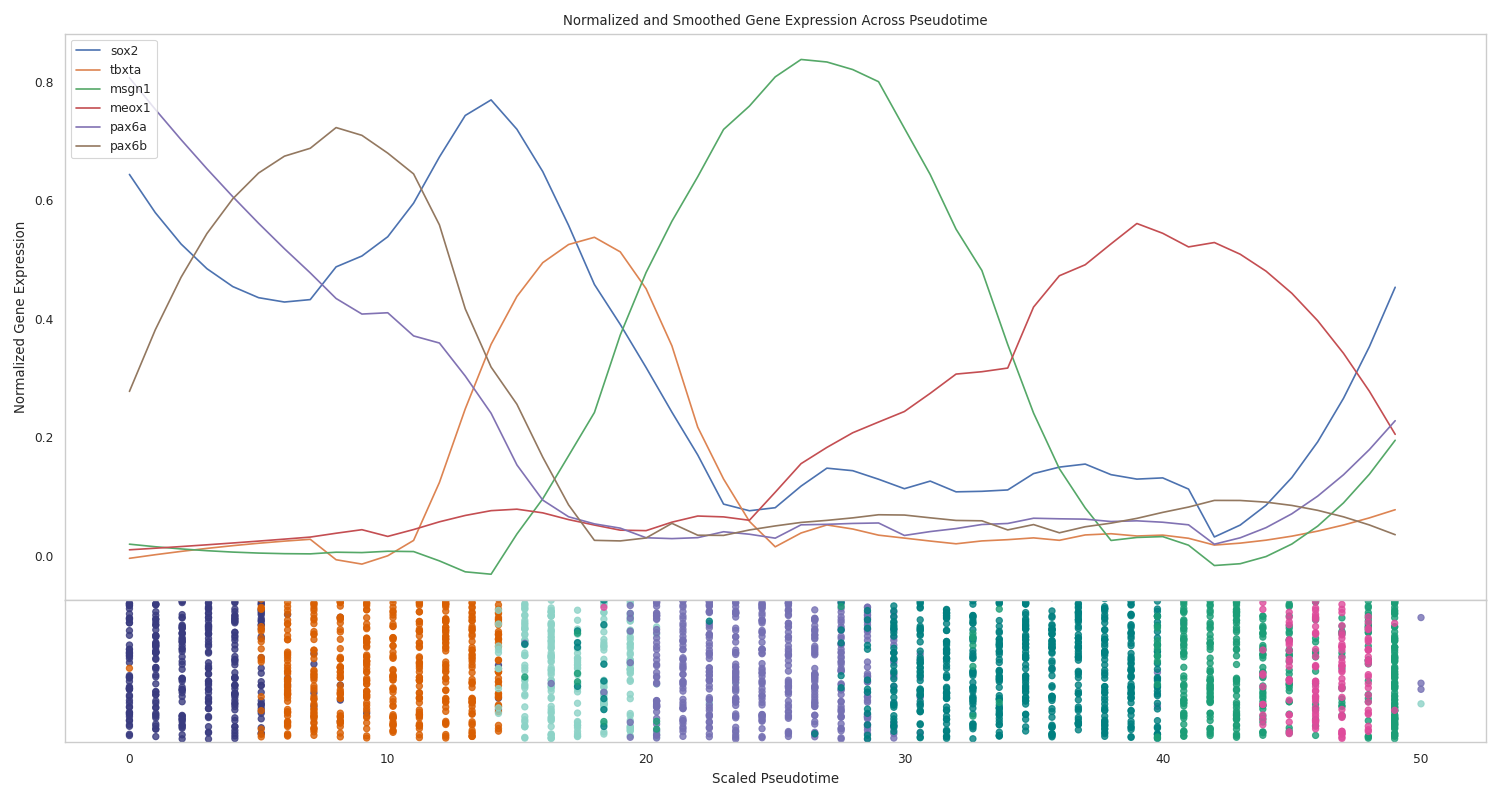 Normalized and Smoothed Gene Expression Across Pseudotime
sox2
tbxta
msgn1
meox1
pax6a
pax6b
Normalized Gene Expression
0.8
0.6
0.4
0.2
0.0
0 10 20 30 40 50
Scaled Pseudotime